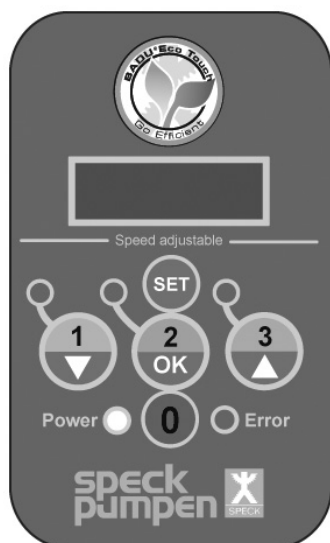 BADU®Eco Touch
Go Efficient
Speed adjustable
SET
1 2 3
OK
Power 0 Error
speck
pumpen
SPECK